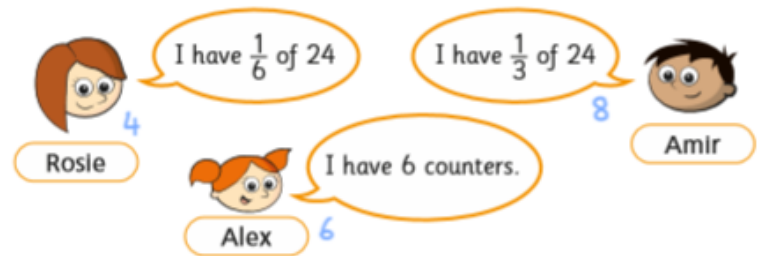 I have 1/6 of 24
I have 1/3 of 24
4
8
Rosie
Amir
I have 6 counters.
Alex
6